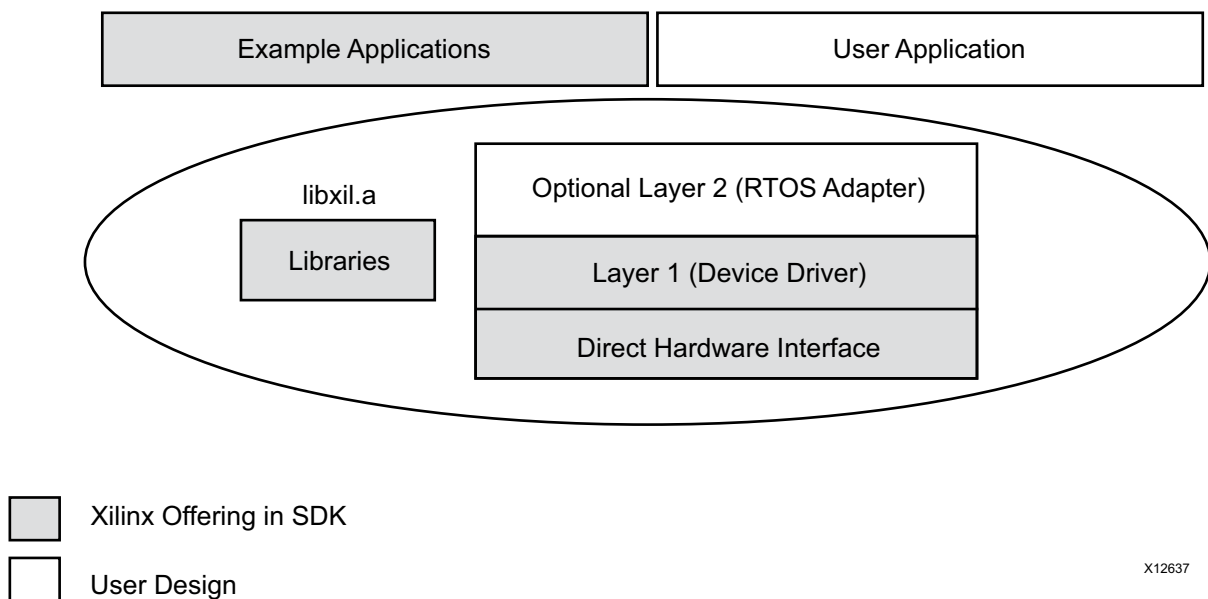 Example Applications
User Application
Optional Layer 2 (RTOS Adapter)
libxil.a
Libraries
Layer 1 (Device Driver)
Direct Hardware Interface
Xilinx Offering in SDK
User Design
X12637